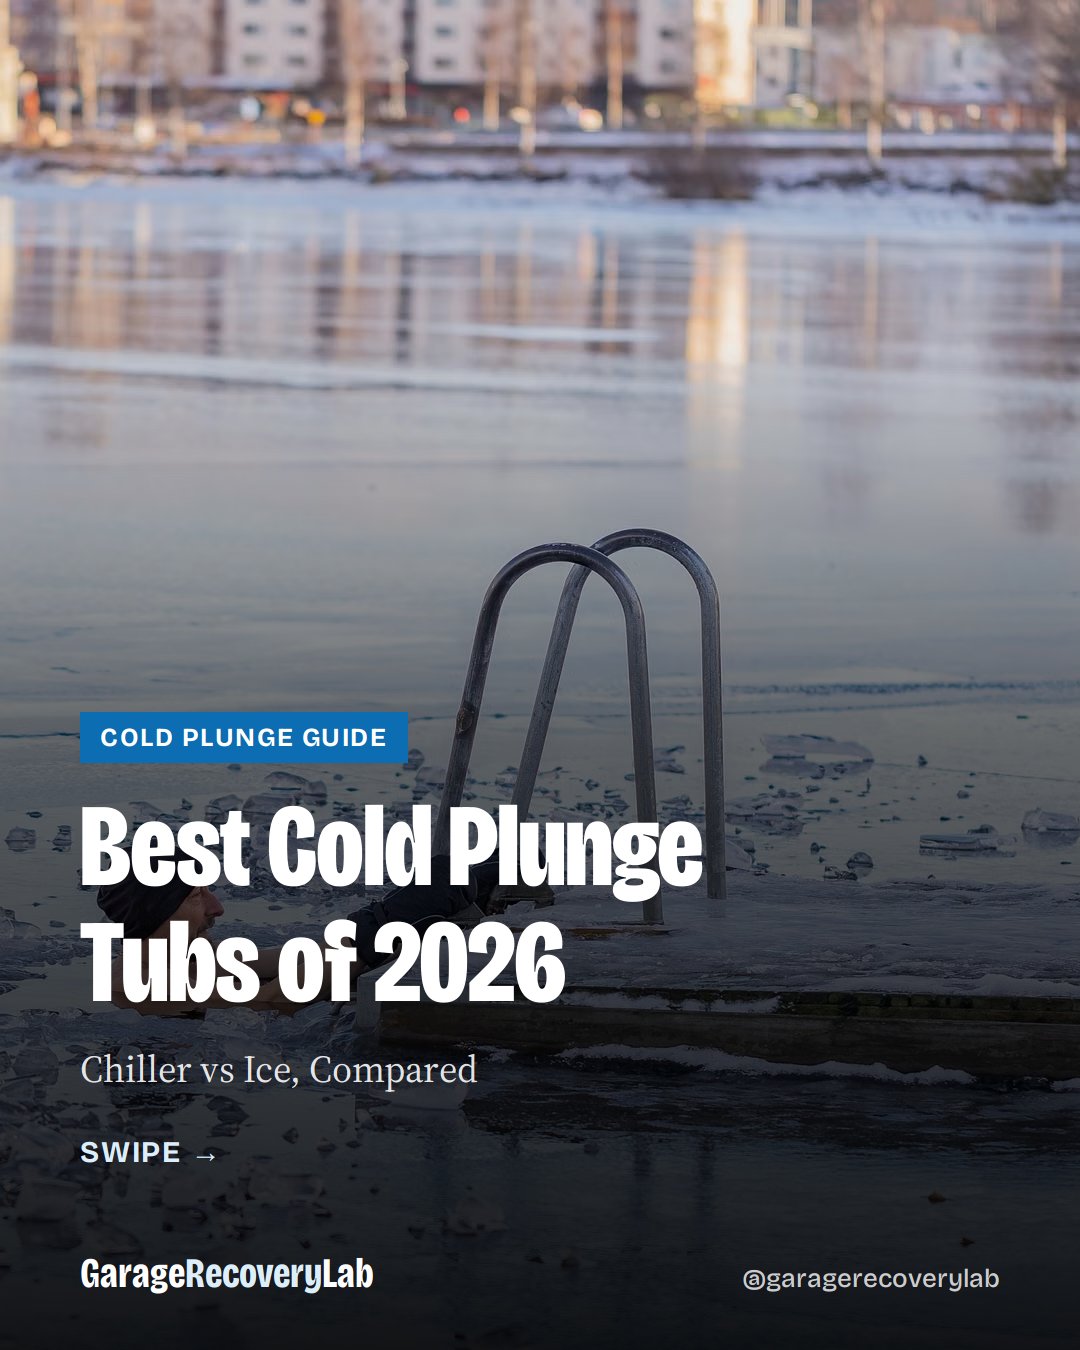 COLD PLUNGE GUIDE
Best Cold Plunge
Tubs of 2026
Chiller vs Ice, Compared
SWIPE →
GarageRecoveryLab
@garagerecoverylab